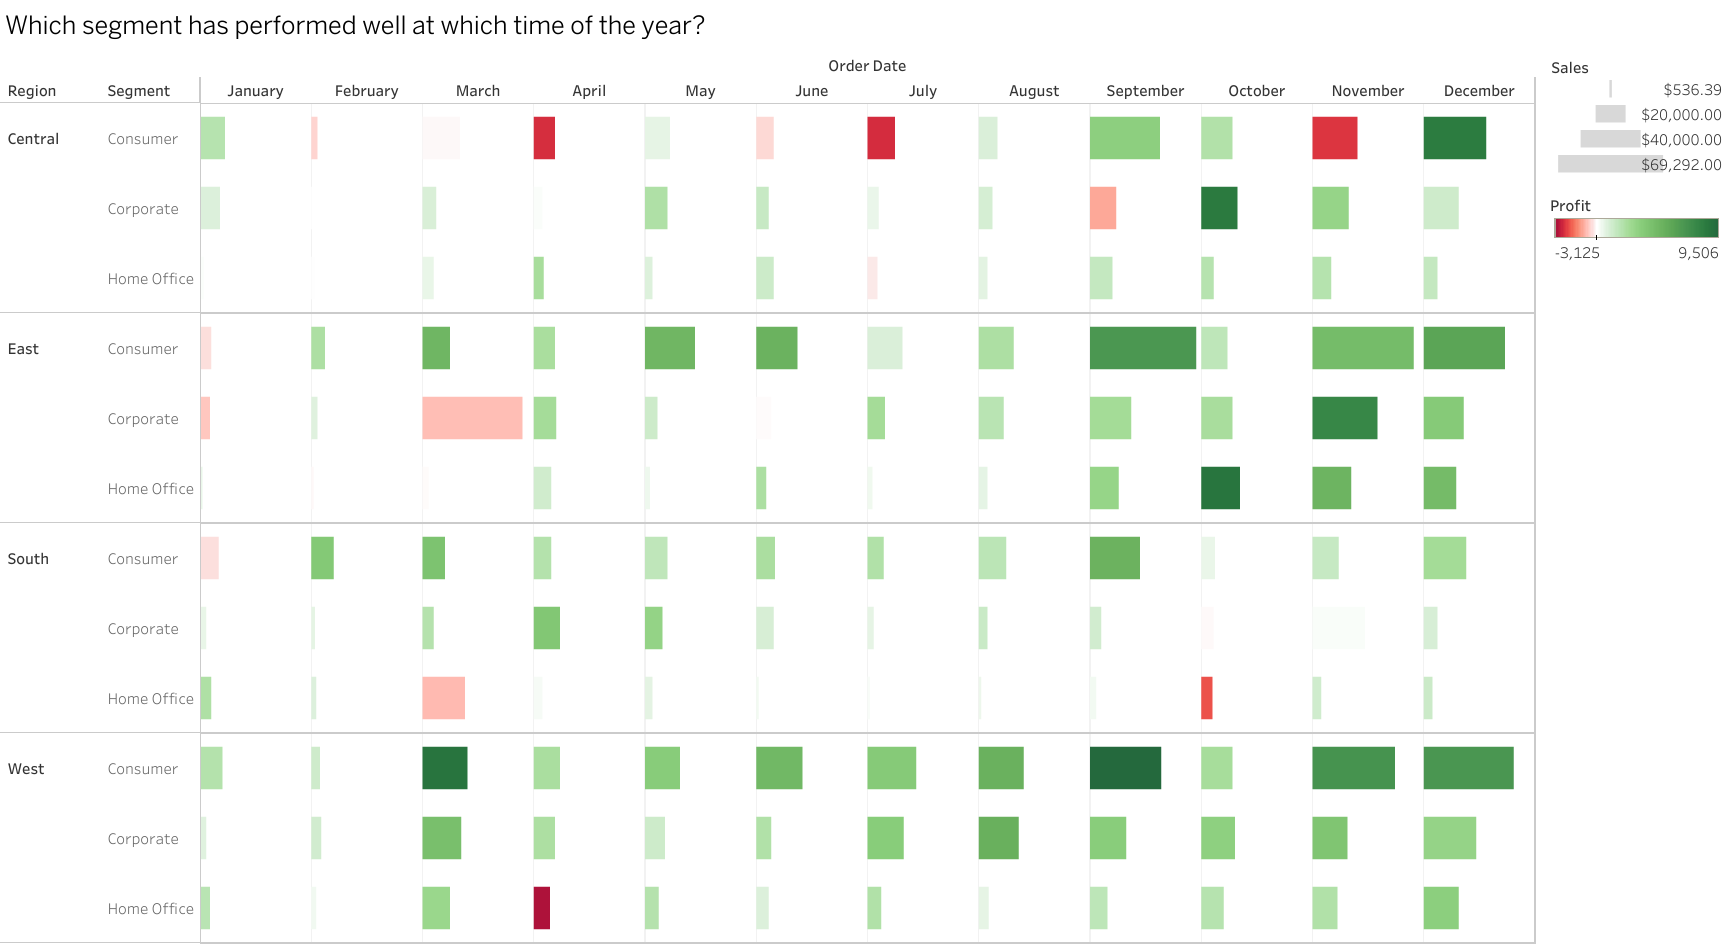 Which segment has performed well at which time of the year?
Order Date
Region Segment January February March April May June July August September October November December
Central Consumer
Corporate
Home Office
East Consumer
Corporate
Home Office
South Consumer
Corporate
Home Office
West Consumer
Corporate
Home Office
Sales
$536.39
$20,000.00
$40,000.00
$69,292.00
Profit
-3,125 9,506